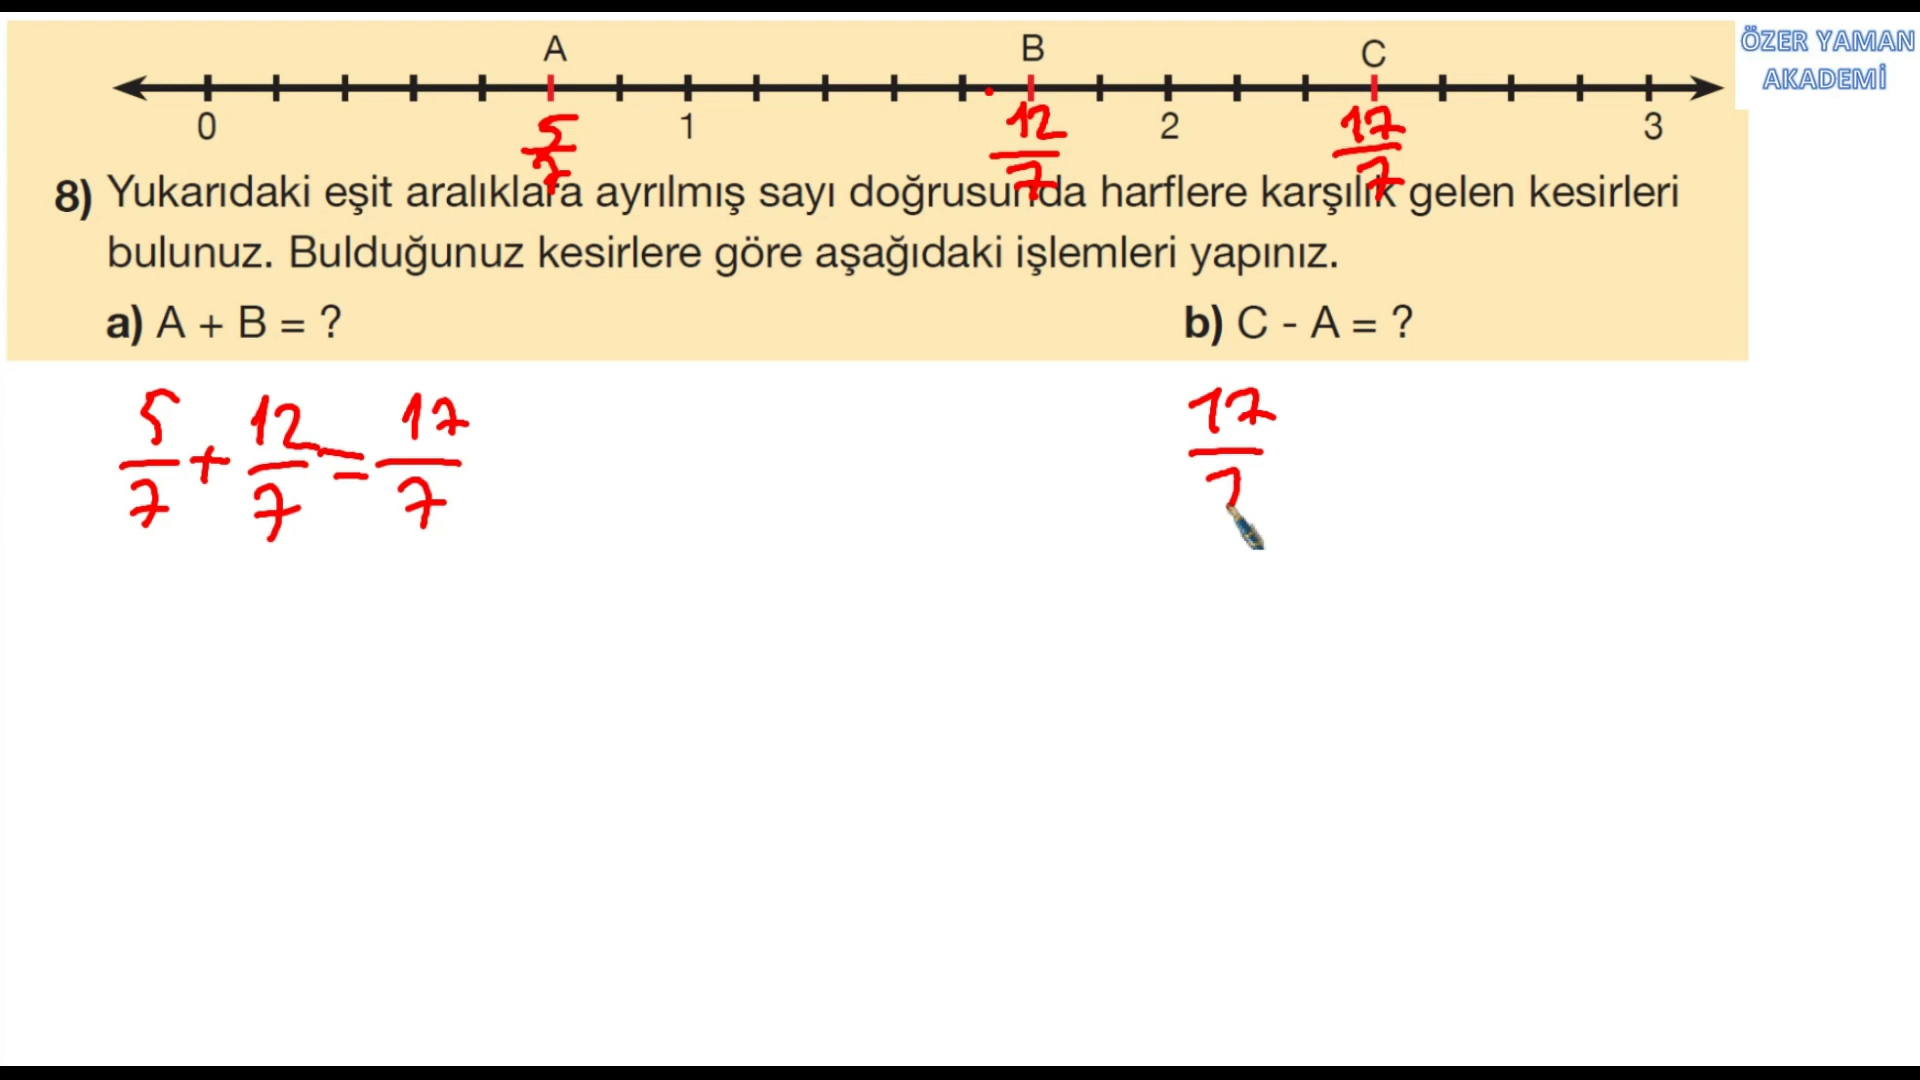 A B C
ÖZER YAMAN
AKADEMİ
0 5/7 1 12/7 2 17/7 3
8) Yukarıdaki eşit aralıklara ayrılmış sayı doğrusunda harflere karşılık gelen kesirleri
bulunuz. Bulduğunuz kesirlere göre aşağıdaki işlemleri yapınız.
a) A + B = ? b) C - A = ?
5/7 + 12/7 = 17/7 17/7